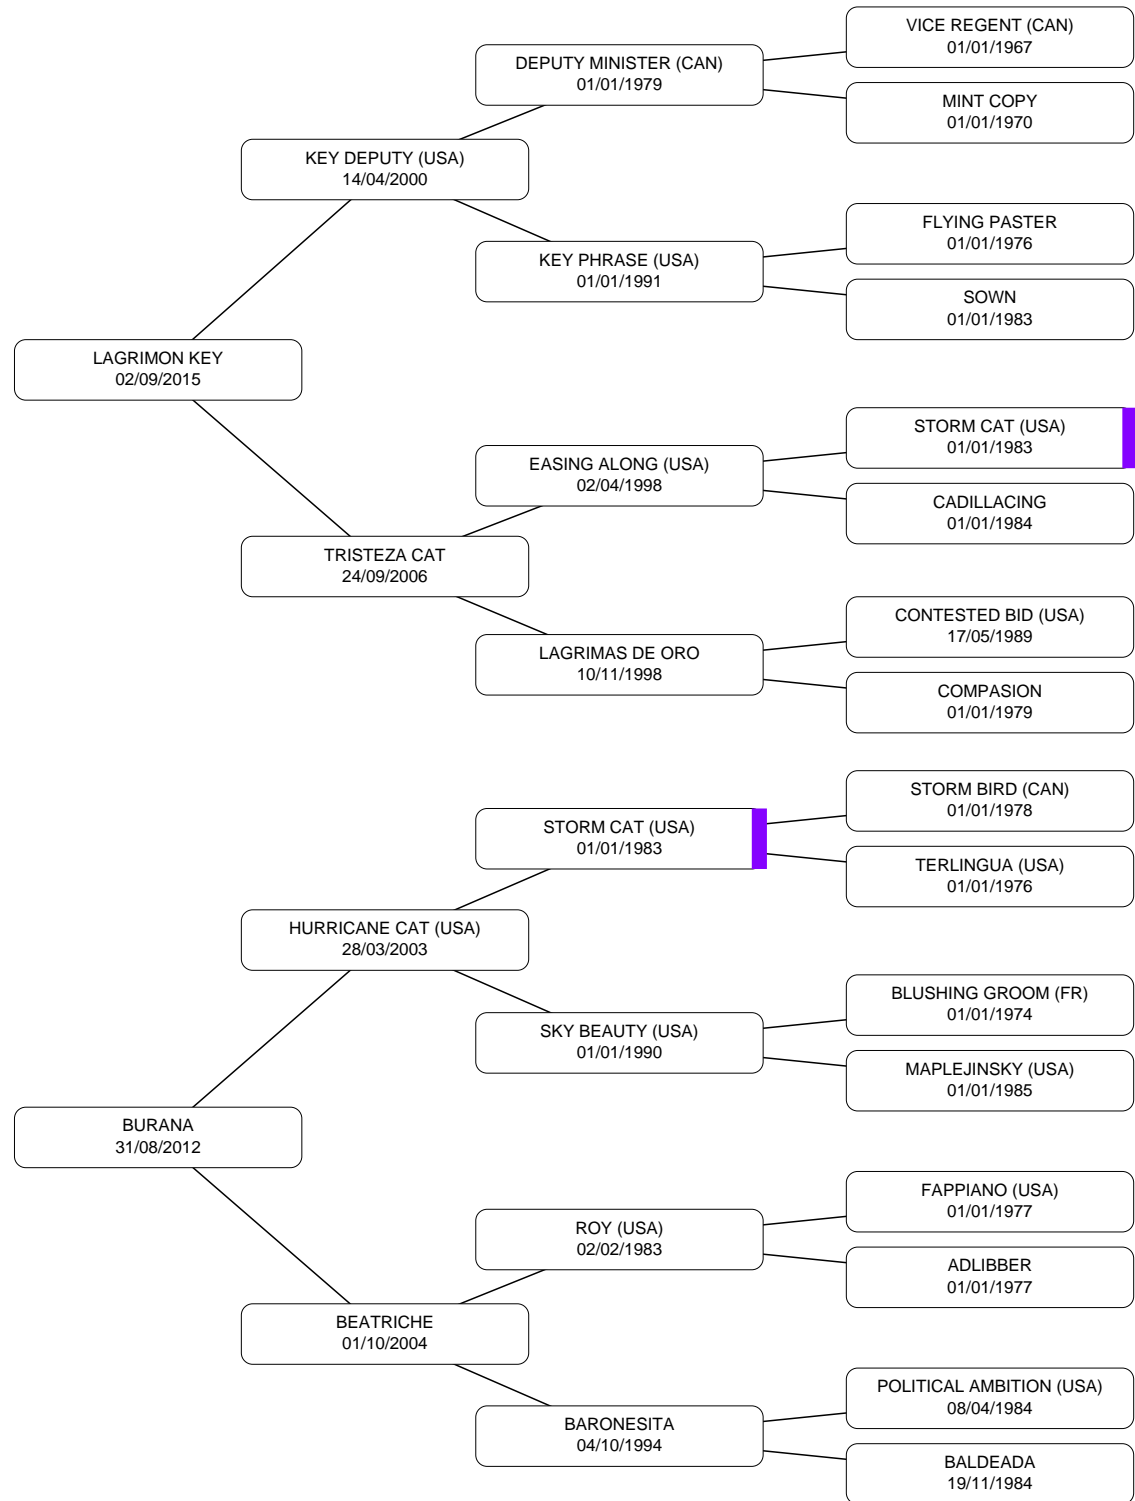 VICE REGENT (CAN)
01/01/1967
DEPUTY MINISTER (CAN)
01/01/1979
MINT COPY
01/01/1970
KEY DEPUTY (USA)
14/04/2000
FLYING PASTER
01/01/1976
KEY PHRASE (USA)
01/01/1991
SOWN
01/01/1983
LAGRIMON KEY
02/09/2015
STORM CAT (USA)
01/01/1983
EASING ALONG (USA)
02/04/1998
CADILLACING
01/01/1984
TRISTEZA CAT
24/09/2006
CONTESTED BID (USA)
17/05/1989
LAGRIMAS DE ORO
10/11/1998
COMPASION
01/01/1979
STORM BIRD (CAN)
01/01/1978
STORM CAT (USA)
01/01/1983
TERLINGUA (USA)
01/01/1976
HURRICANE CAT (USA)
28/03/2003
BLUSHING GROOM (FR)
01/01/1974
SKY BEAUTY (USA)
01/01/1990
MAPLEJINSKY (USA)
01/01/1985
BURANA
31/08/2012
FAPPIANO (USA)
01/01/1977
ROY (USA)
02/02/1983
ADLIBBER
01/01/1977
BEATRICHE
01/10/2004
POLITICAL AMBITION (USA)
08/04/1984
BARONESITA
04/10/1994
BALDEADA
19/11/1984